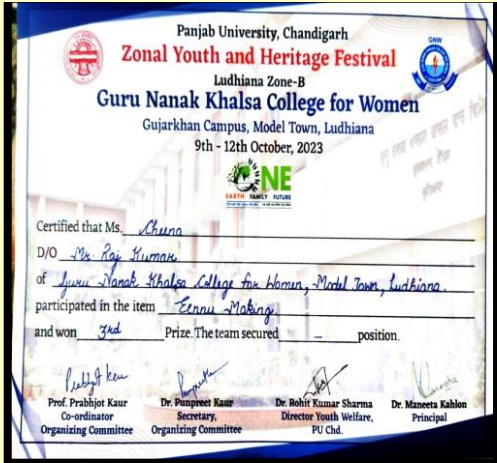 Panjab University, Chandigarh
Zonal Youth and Heritage Festival
Ludhiana Zone-B
Guru Nanak Khalsa College for Women
Gujarkhan Campus, Model Town, Ludhiana
9th - 12th October, 2023
GNW
ONE
EARTH FAMILY FUTURE
Certified that Ms. Cheena
D/O Mr. Raj Kumar
of Guru Nanak Khalsa College for Women, Model Town, Ludhiana.
participated in the item Eennu Making
and won 3rd Prize. The team secured – position.
Prof. Prabhjot Kaur
Co-ordinator
Organizing Committee
Dr. Punpreet Kaur
Secretary,
Organizing Committee
Dr. Rohit Kumar Sharma
Director Youth Welfare,
PU Chd.
Dr. Maneeta Kahlon
Principal